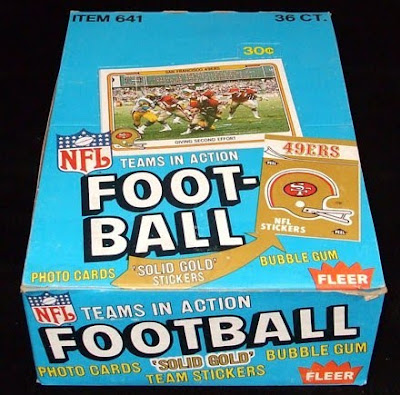 ITEM 641 36 CT.
30¢
SAN FRANCISCO 49ERS
GIVING SECOND EFFORT
NFL
TEAMS IN ACTION
FOOT-
BALL
49ERS
SF
NFL
STICKERS
PHOTO CARDS
'SOLID GOLD'
STICKERS
BUBBLE GUM
FLEER
NFL
TEAMS IN ACTION
FOOTBALL
PHOTO CARDS
'SOLID GOLD'
TEAM STICKERS
BUBBLE GUM
FLEER